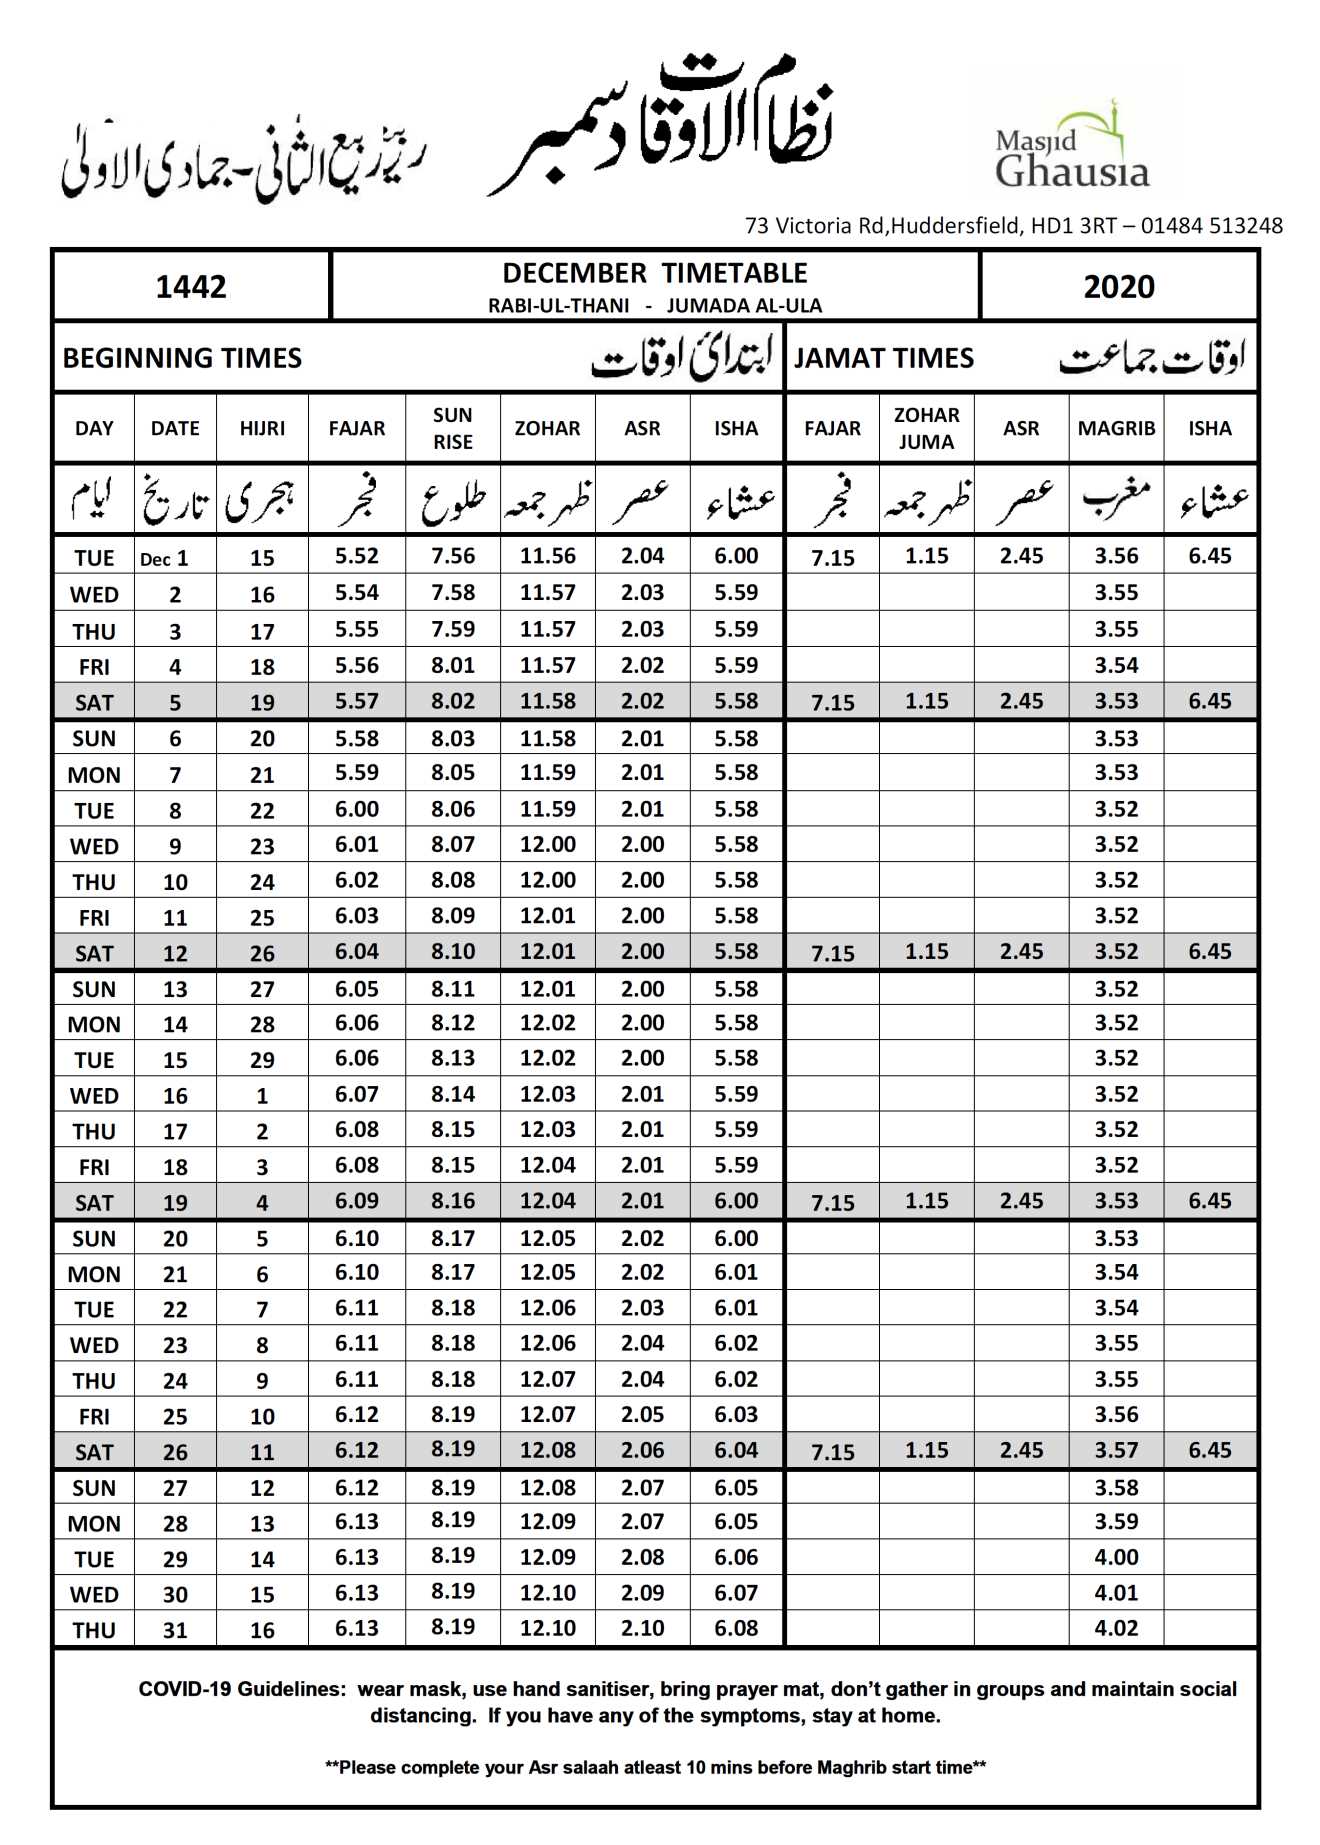 ربیع الثانی - جمادی الاولیٰ
نظام الاوقات دسمبر
Masjid
Ghausia
73 Victoria Rd,Huddersfield, HD1 3RT – 01484 513248
1442 DECEMBER TIMETABLE 2020
RABI-UL-THANI - JUMADA AL-ULA
BEGINNING TIMES ابتدائی اوقات JAMAT TIMES اوقات جماعت
DAY DATE HIJRI FAJAR SUN RISE ZOHAR ASR ISHA FAJAR ZOHAR JUMA ASR MAGRIB ISHA
ایام تاریخ ہجری فجر طلوع ظہر جمعہ عصر عشاء فجر ظہر جمعہ عصر مغرب عشاء
TUE Dec 1 15 5.52 7.56 11.56 2.04 6.00 7.15 1.15 2.45 3.56 6.45
WED 2 16 5.54 7.58 11.57 2.03 5.59 3.55
THU 3 17 5.55 7.59 11.57 2.03 5.59 3.55
FRI 4 18 5.56 8.01 11.57 2.02 5.59 3.54
SAT 5 19 5.57 8.02 11.58 2.02 5.58 7.15 1.15 2.45 3.53 6.45
SUN 6 20 5.58 8.03 11.58 2.01 5.58 3.53
MON 7 21 5.59 8.05 11.59 2.01 5.58 3.53
TUE 8 22 6.00 8.06 11.59 2.01 5.58 3.52
WED 9 23 6.01 8.07 12.00 2.00 5.58 3.52
THU 10 24 6.02 8.08 12.00 2.00 5.58 3.52
FRI 11 25 6.03 8.09 12.01 2.00 5.58 3.52
SAT 12 26 6.04 8.10 12.01 2.00 5.58 7.15 1.15 2.45 3.52 6.45
SUN 13 27 6.05 8.11 12.01 2.00 5.58 3.52
MON 14 28 6.06 8.12 12.02 2.00 5.58 3.52
TUE 15 29 6.06 8.13 12.02 2.00 5.58 3.52
WED 16 1 6.07 8.14 12.03 2.01 5.59 3.52
THU 17 2 6.08 8.15 12.03 2.01 5.59 3.52
FRI 18 3 6.08 8.15 12.04 2.01 5.59 3.52
SAT 19 4 6.09 8.16 12.04 2.01 6.00 7.15 1.15 2.45 3.53 6.45
SUN 20 5 6.10 8.17 12.05 2.02 6.00 3.53
MON 21 6 6.10 8.17 12.05 2.02 6.01 3.54
TUE 22 7 6.11 8.18 12.06 2.03 6.01 3.54
WED 23 8 6.11 8.18 12.06 2.04 6.02 3.55
THU 24 9 6.11 8.18 12.07 2.04 6.02 3.55
FRI 25 10 6.12 8.19 12.07 2.05 6.03 3.56
SAT 26 11 6.12 8.19 12.08 2.06 6.04 7.15 1.15 2.45 3.57 6.45
SUN 27 12 6.12 8.19 12.08 2.07 6.05 3.58
MON 28 13 6.13 8.19 12.09 2.07 6.05 3.59
TUE 29 14 6.13 8.19 12.09 2.08 6.06 4.00
WED 30 15 6.13 8.19 12.10 2.09 6.07 4.01
THU 31 16 6.13 8.19 12.10 2.10 6.08 4.02
COVID-19 Guidelines: wear mask, use hand sanitiser, bring prayer mat, don’t gather in groups and maintain social
distancing. If you have any of the symptoms, stay at home.
**Please complete your Asr salaah atleast 10 mins before Maghrib start time**